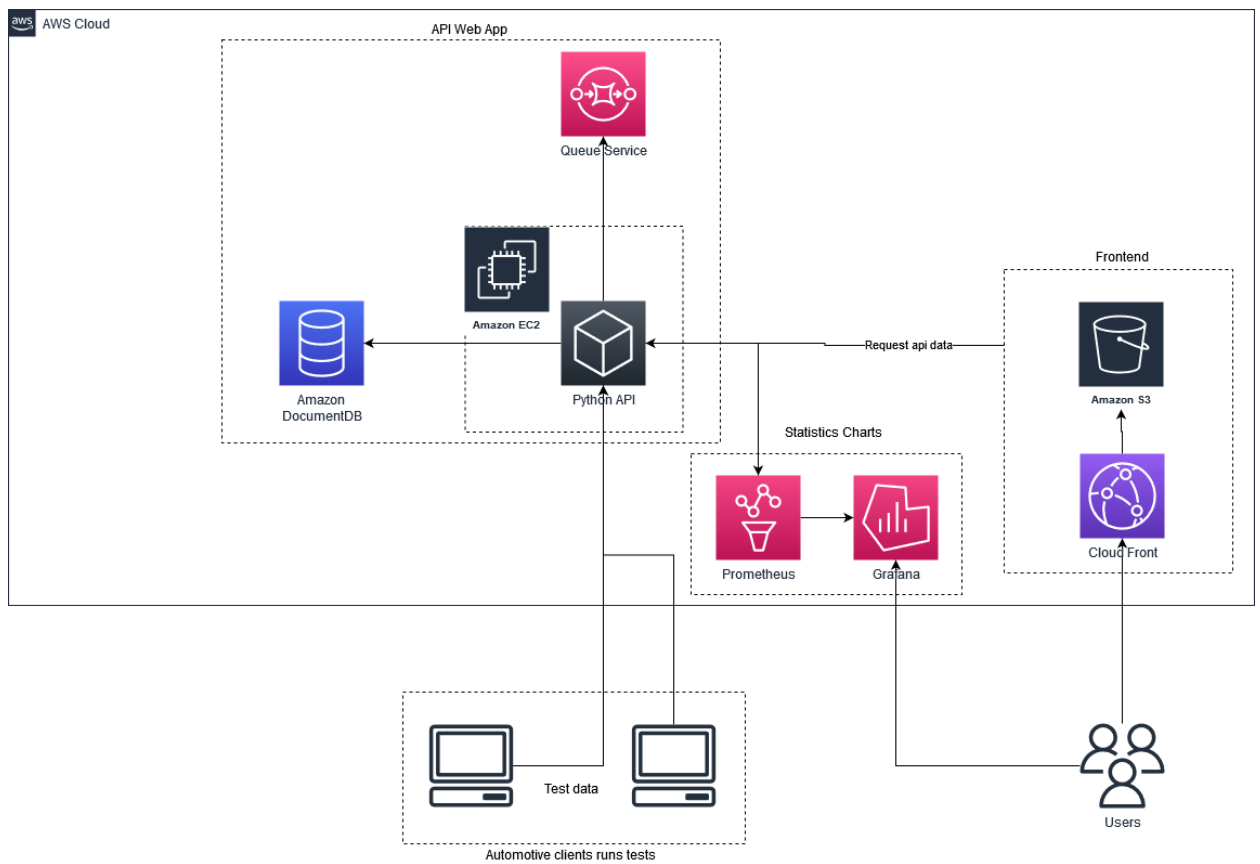 aws
AWS Cloud
API Web App
Queue Service
Frontend
Amazon EC2
Request api data
Amazon
DocumentDB
Python API
Amazon S3
Statistics Charts
Cloud Front
Prometheus
Grafana
Test data
Users
Automotive clients runs tests